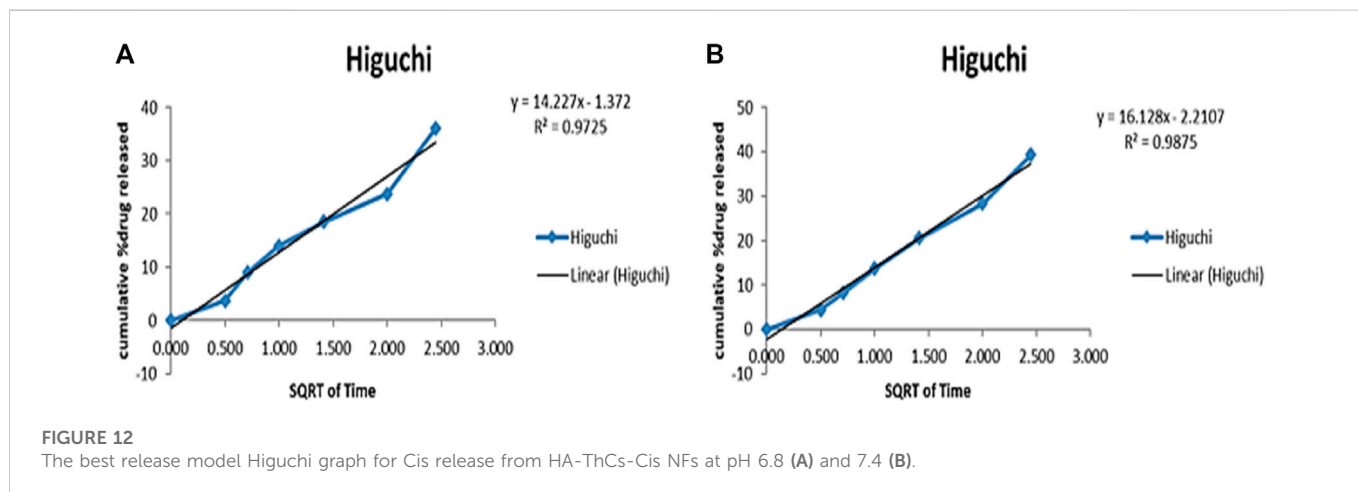 A
Higuchi
y = 14.227x - 1.372
R² = 0.9725
cumulative %drug released
40
30
20
10
0
-10
0.000 0.500 1.000 1.500 2.000 2.500 3.000
SQRT of Time
Higuchi
Linear (Higuchi)
B
Higuchi
y = 16.128x - 2.2107
R² = 0.9875
cumulative %drug released
50
40
30
20
10
0
-10
0.000 0.500 1.000 1.500 2.000 2.500 3.000
SQRT of Time
Higuchi
Linear (Higuchi)
FIGURE 12
The best release model Higuchi graph for Cis release from HA-ThCs-Cis NFs at pH 6.8 (A) and 7.4 (B).